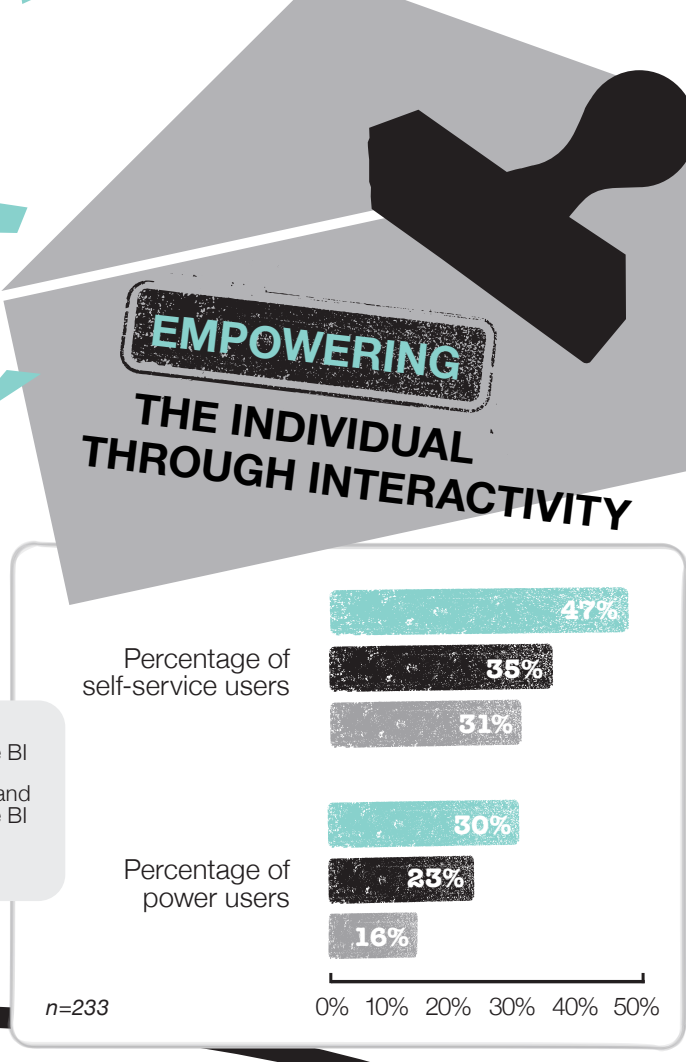 EMPOWERING
THE INDIVIDUAL
THROUGH INTERACTIVITY
47%
Percentage of
self-service users
35%
31%
BI
and
BI
30%
Percentage of
power users
23%
16%
n=233
0% 10% 20% 30% 40% 50%